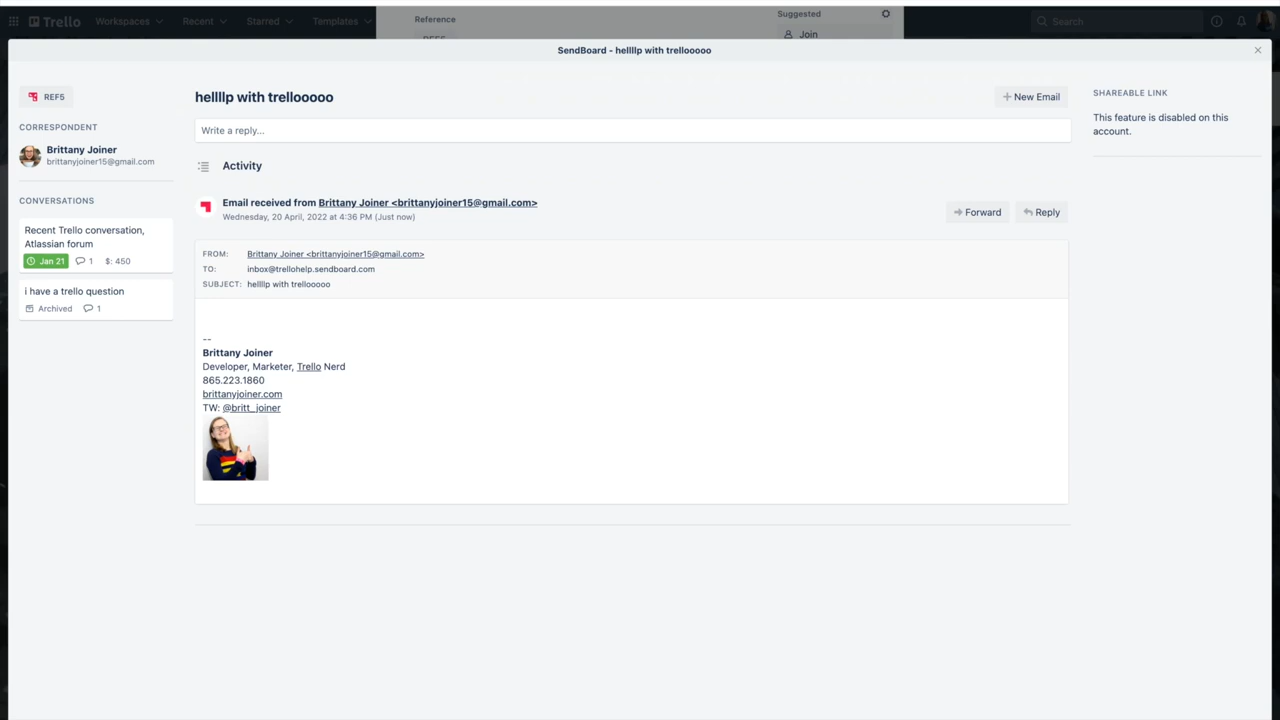 Trello
Workspaces
Recent
Starred
Templates
Reference
Suggested
Join
Search
SendBoard - hellllp with trellooooo
REF5
CORRESPONDENT
Brittany Joiner
brittanyjoiner15@gmail.com
CONVERSATIONS
Recent Trello conversation,
Atlassian forum
Jan 21 1 $: 450
i have a trello question
Archived 1
hellllp with trellooooo
New Email
Write a reply...
Activity
Email received from Brittany Joiner <brittanyjoiner15@gmail.com>
Wednesday, 20 April, 2022 at 4:36 PM (Just now)
Forward
Reply
FROM: Brittany Joiner <brittanyjoiner15@gmail.com>
TO: inbox@trellohelp.sendboard.com
SUBJECT: hellllp with trellooooo
--
Brittany Joiner
Developer, Marketer, Trello Nerd
865.223.1860
brittanyjoiner.com
TW: @britt_joiner
SHAREABLE LINK
This feature is disabled on this
account.